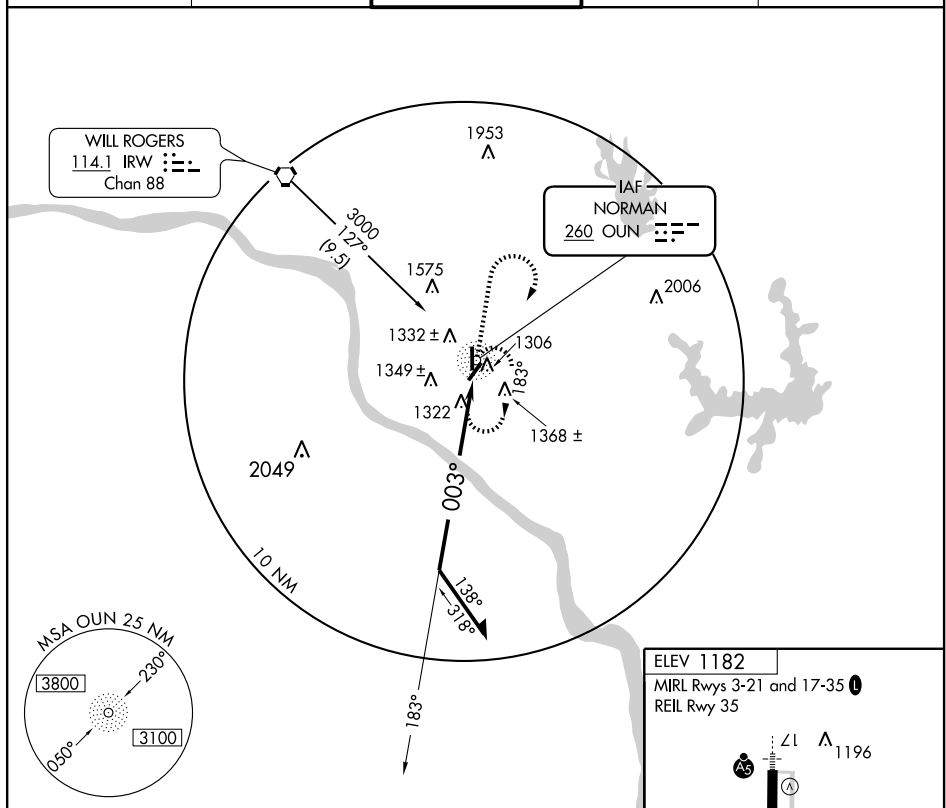 WILL ROGERS
114.1 IRW
Chan 88
1953
IAF
NORMAN
260 OUN
3000
127°
(9.5)
1575
2006
1332 ±
1306
1349 ±
183°
1322
1368 ±
2049
003°
10 NM
138°
318°
183°
MSA OUN 25 NM
3800
230°
050°
3100
ELEV 1182
MIRL Rwys 3-21 and 17-35 L
REIL Rwy 35
17
1196
A5
A